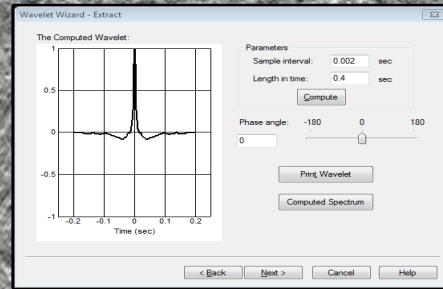 Wavelet Wizard - Extract
The Computed Wavelet:
1
0.5
0
-0.5
-1
-0.2 -0.1 0 0.1 0.2
Time (sec)
Parameters
Sample interval: 0.002 sec
Length in time: 0.4 sec
Compute
Phase angle: -180 0 180
0
Print Wavelet
Computed Spectrum
< Back Next > Cancel Help